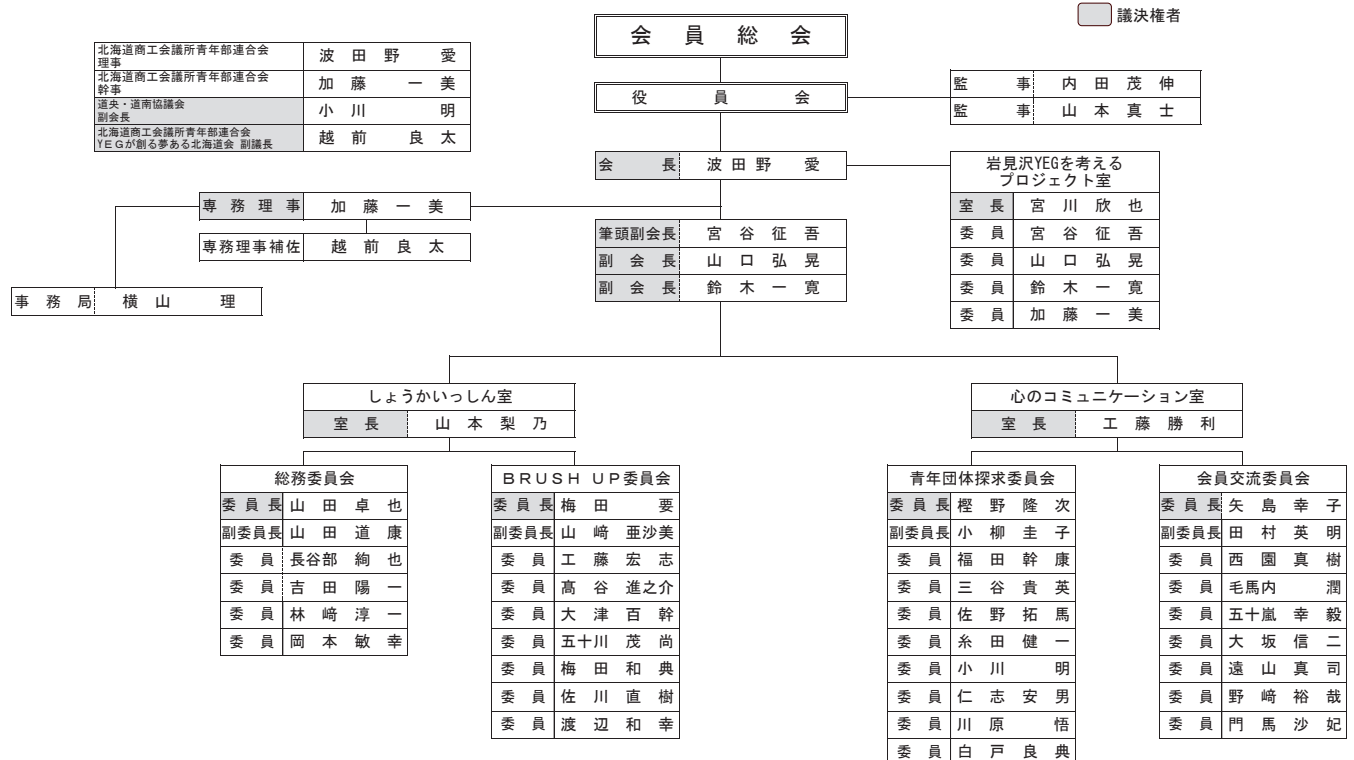 議決権者
会員総会
役員会
北海道商工会議所青年部連合会
理事 波田野 愛
北海道商工会議所青年部連合会
幹事 加藤 一美
道央・道南協議会
副会長 小川 明
北海道商工会議所青年部連合会
YEGが創る夢ある北海道会 副議長 越前 良太
監事 内田茂伸
監事 山本真士
会長 波田野 愛
岩見沢YEGを考える
プロジェクト室
室長 宮川欣也
委員 宮谷征吾
委員 山口弘晃
委員 鈴木一寛
委員 加藤一美
専務理事 加藤一美
専務理事補佐 越前良太
筆頭副会長 宮谷征吾
副会長 山口弘晃
副会長 鈴木一寛
事務局 横山 理
しょうかいっしん室
室長 山本梨乃
心のコミュニケーション室
室長 工藤勝利
総務委員会
委員長 山田卓也
副委員長 山田道康
委員 長谷部絢也
委員 吉田陽一
委員 林﨑淳一
委員 岡本敏幸
BRUSH UP委員会
委員長 梅田 要
副委員長 山﨑亜沙美
委員 工藤宏志
委員 髙谷進之介
委員 大津百幹
委員 五十川茂尚
委員 梅田和典
委員 佐川直樹
委員 渡辺和幸
青年団体探求委員会
委員長 樫野隆次
副委員長 小柳圭子
委員 福田幹康
委員 三谷貴英
委員 佐野拓馬
委員 糸田健一
委員 小川 明
委員 仁志安男
委員 川原 悟
委員 白戸良典
会員交流委員会
委員長 矢島幸子
副委員長 田村英明
委員 西園真樹
委員 毛馬内 潤
委員 五十嵐幸毅
委員 大坂信二
委員 遠山真司
委員 野﨑裕哉
委員 門馬沙妃